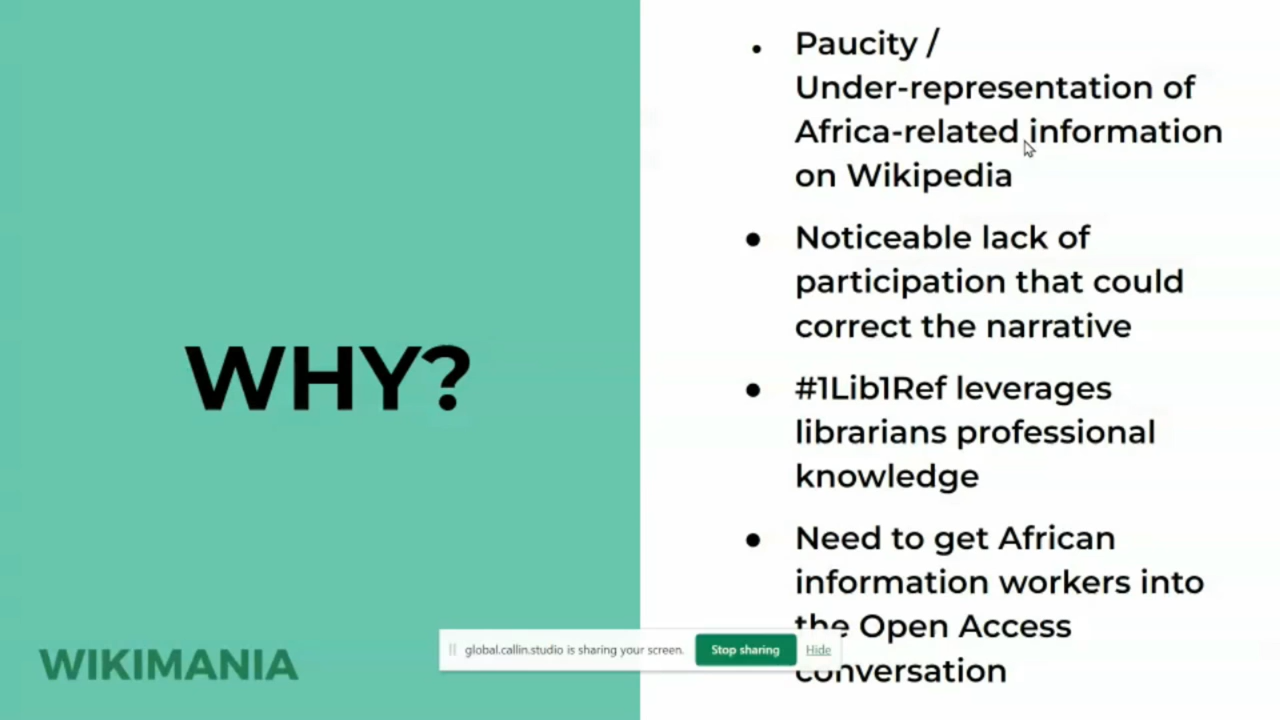 WHY?
WIKIMANIA
Paucity /
Under-representation of
Africa-related information
on Wikipedia
Noticeable lack of
participation that could
correct the narrative
#1Lib1Ref leverages
librarians professional
knowledge
Need to get African
information workers into
the Open Access
conversation
global.callin.studio is sharing your screen.
Stop sharing
Hide